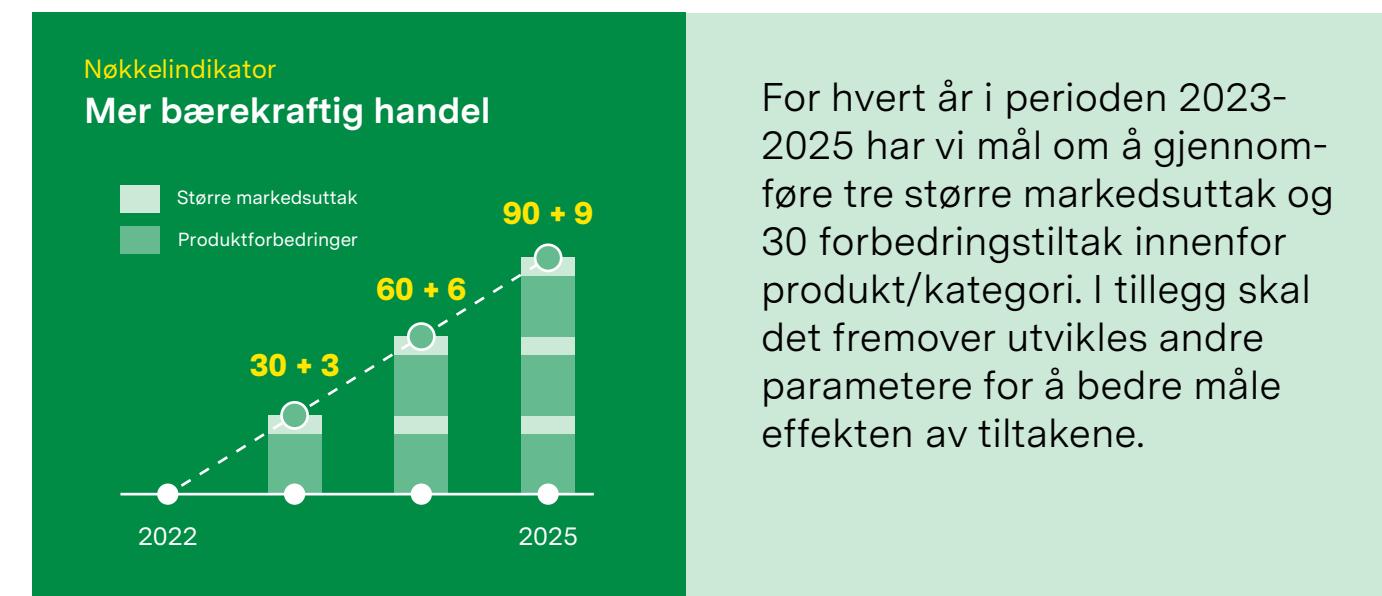 Nøkkelindikator
Mer bærekraftig handel
Større markedsuttak
Produktforbedringer
90 + 9
60 + 6
30 + 3
2022
2025
For hvert år i perioden 2023-
2025 har vi mål om å gjennom-
føre tre større markedsuttak og
30 forbedringstiltak innenfor
produkt/kategori. I tillegg skal
det fremover utvikles andre
parametere for å bedre måle
effekten av tiltakene.